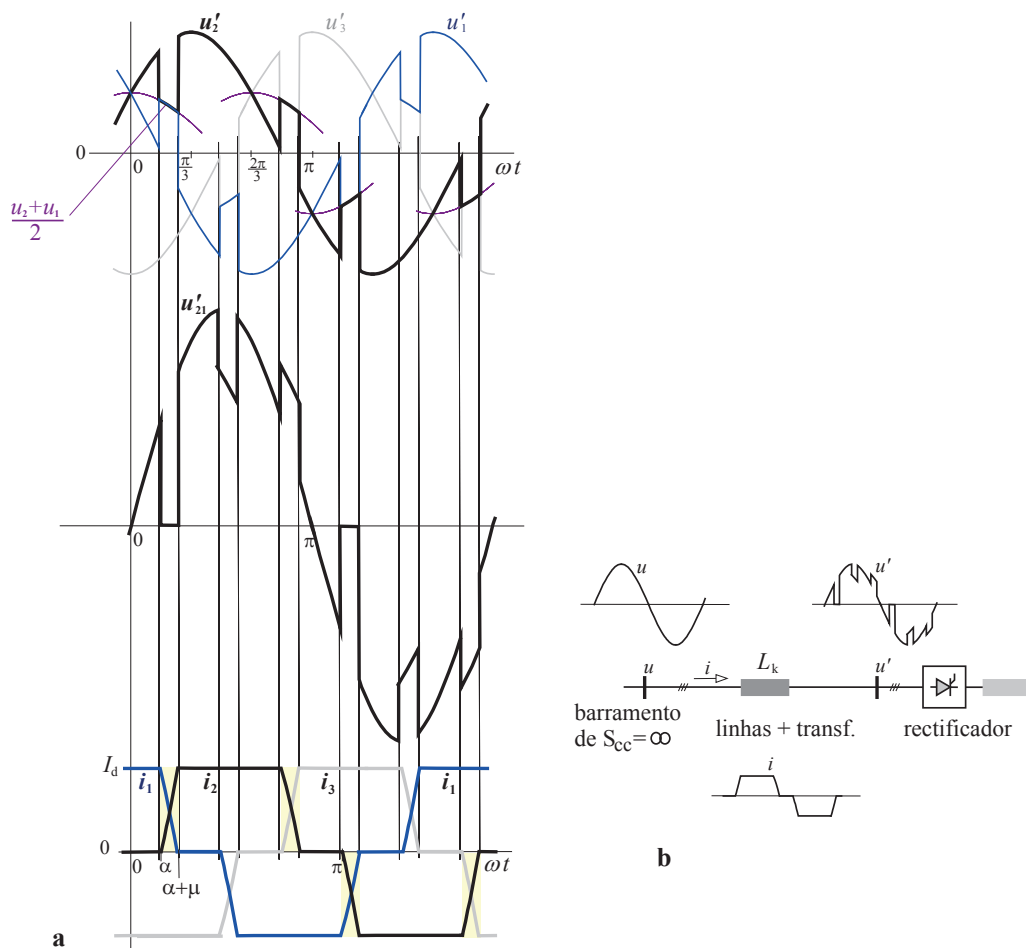 u′2 u′3 u′1
0
0 π/3 2π/3 π ωt
(u2+u1)/2
u′21
0 π
Id
i1 i2 i3 i1
0
0 α π ωt
α+μ
a
u u′
u i Lk u′
barramento
de Scc=∞
linhas + transf.
rectificador
i
b